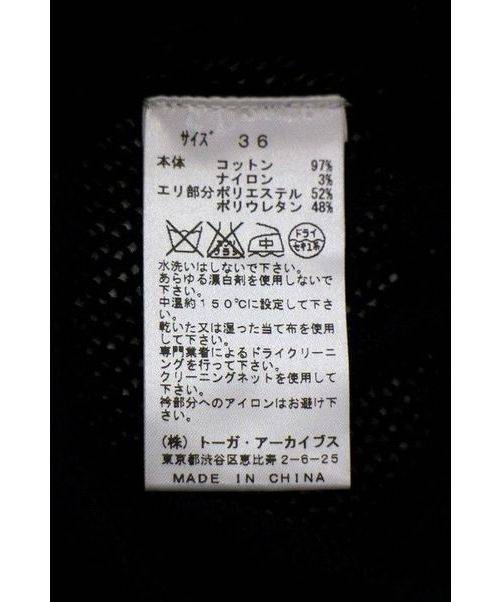 サイズ 36
本体 コットン 97%
ナイロン 3%
エリ部分 ポリエステル 52%
ポリウレタン 48%
中 ドライ
セキユ系
水洗いはしないで下さい。
あらゆる漂白剤を使用しないで
下さい。
中温約150℃に設定して下さ
い。
乾いた又は湿った当て布を使用
して下さい。
専門業者によるドライクリーニ
ングを行って下さい。
クリーニングネットを使用して
下さい。
衿部分へのアイロンはお避け下
さい。
(株) トーガ・アーカイブス
東京都渋谷区恵比寿2-6-25
MADE IN CHINA